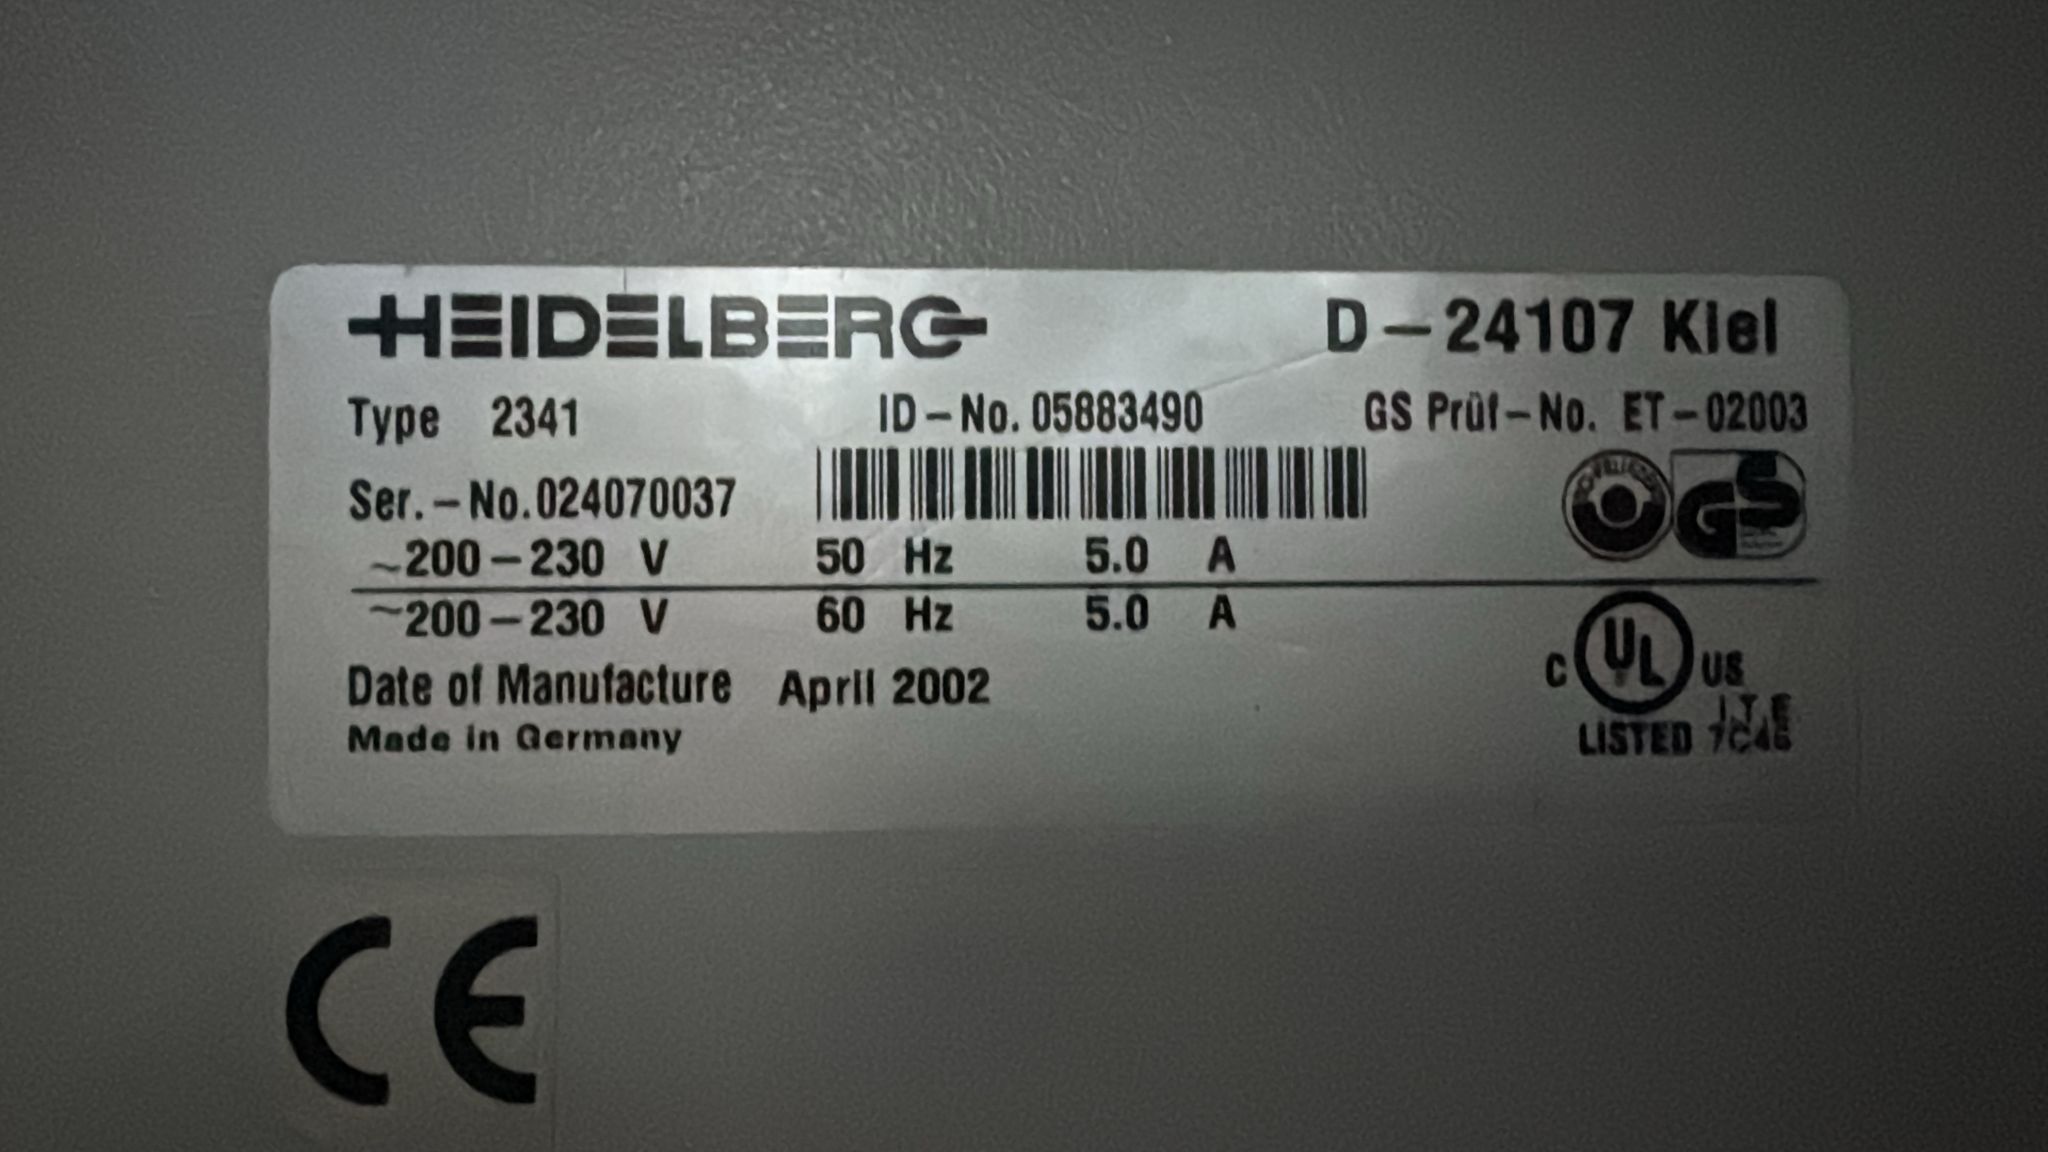 HEIDELBERG D-24107 Kiel
Type 2341 ID-No. 05883490 GS Prüf-No. ET-02003
Ser.-No. 024070037
GS
~200-230 V 50 Hz 5.0 A
~200-230 V 60 Hz 5.0 A
C UL US
Date of Manufacture April 2002
I.T.E
Made in Germany LISTED
CE